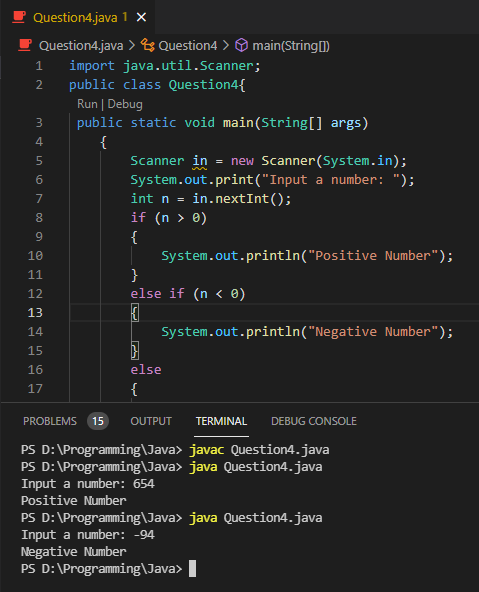 Question4.java 1
Question4.java > Question4 > main(String[])
1 import java.util.Scanner;
2 public class Question4{
Run | Debug
3 public static void main(String[] args)
4 {
5 Scanner in = new Scanner(System.in);
6 System.out.print("Input a number: ");
7 int n = in.nextInt();
8 if (n > 0)
9 {
10 System.out.println("Positive Number");
11 }
12 else if (n < 0)
13 {
14 System.out.println("Negative Number");
15 }
16 else
17 {
PROBLEMS 15 OUTPUT TERMINAL DEBUG CONSOLE
PS D:\Programming\Java> javac Question4.java
PS D:\Programming\Java> java Question4.java
Input a number: 654
Positive Number
PS D:\Programming\Java> java Question4.java
Input a number: -94
Negative Number
PS D:\Programming\Java>